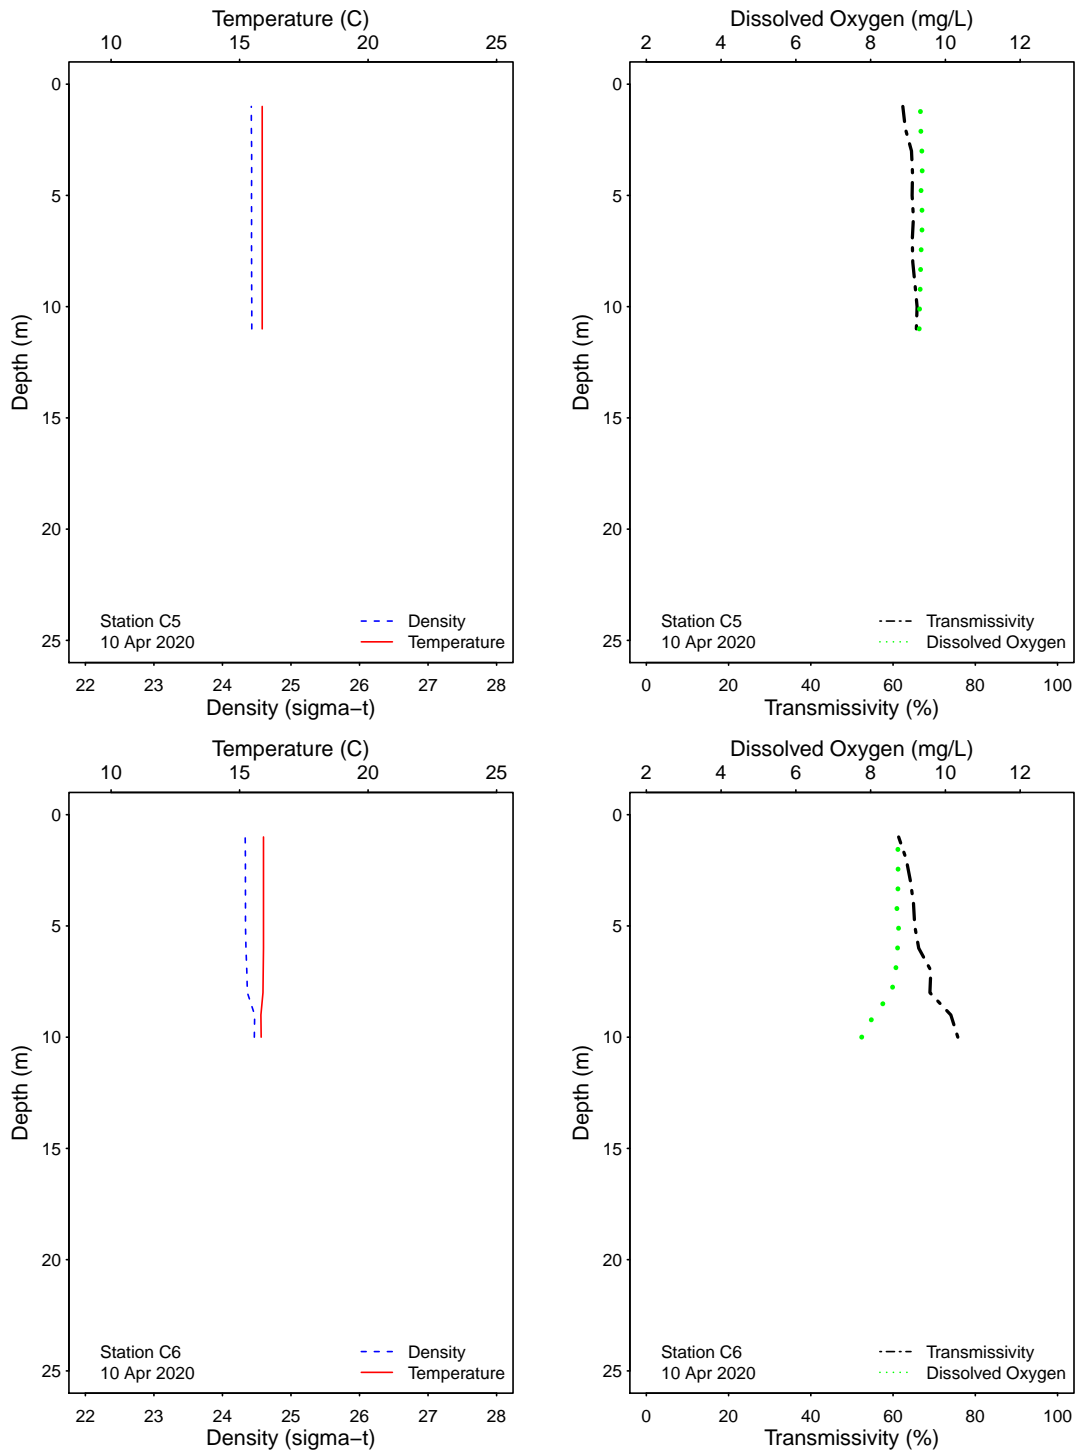 Temperature (C)
10 15 20 25
0
5
10
15
20
25
Depth (m)
Station C5
10 Apr 2020
Density
Temperature
22 23 24 25 26 27 28
Density (sigma−t)
Dissolved Oxygen (mg/L)
2 4 6 8 10 12
0
5
10
15
20
25
Depth (m)
Station C5
10 Apr 2020
Transmissivity
Dissolved Oxygen
0 20 40 60 80 100
Transmissivity (%)
Temperature (C)
10 15 20 25
0
5
10
15
20
25
Depth (m)
Station C6
10 Apr 2020
Density
Temperature
22 23 24 25 26 27 28
Density (sigma−t)
Dissolved Oxygen (mg/L)
2 4 6 8 10 12
0
5
10
15
20
25
Depth (m)
Station C6
10 Apr 2020
Transmissivity
Dissolved Oxygen
0 20 40 60 80 100
Transmissivity (%)